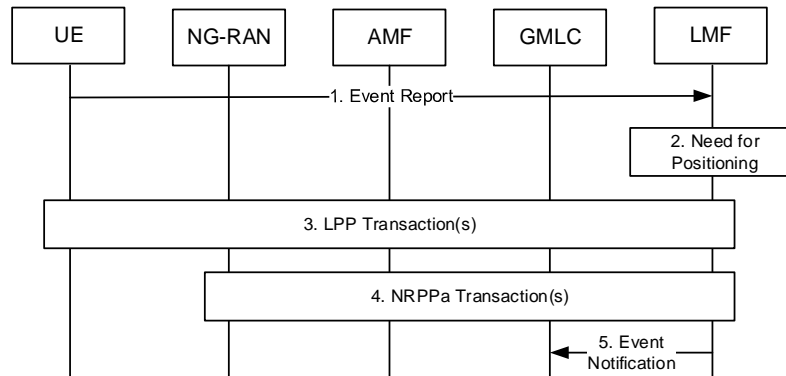 UE
NG-RAN
AMF
GMLC
LMF
1. Event Report
2. Need for
Positioning
3. LPP Transaction(s)
4. NRPPa Transaction(s)
5. Event
Notification